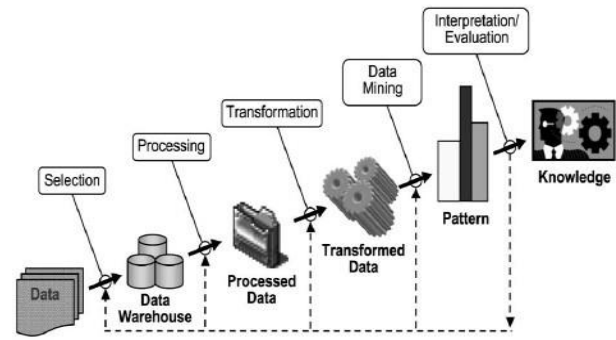 Interpretation/
Evaluation
Data
Mining
Transformation
Processing
Selection
Data
Data
Warehouse
Processed
Data
Transformed
Data
Pattern
Knowledge